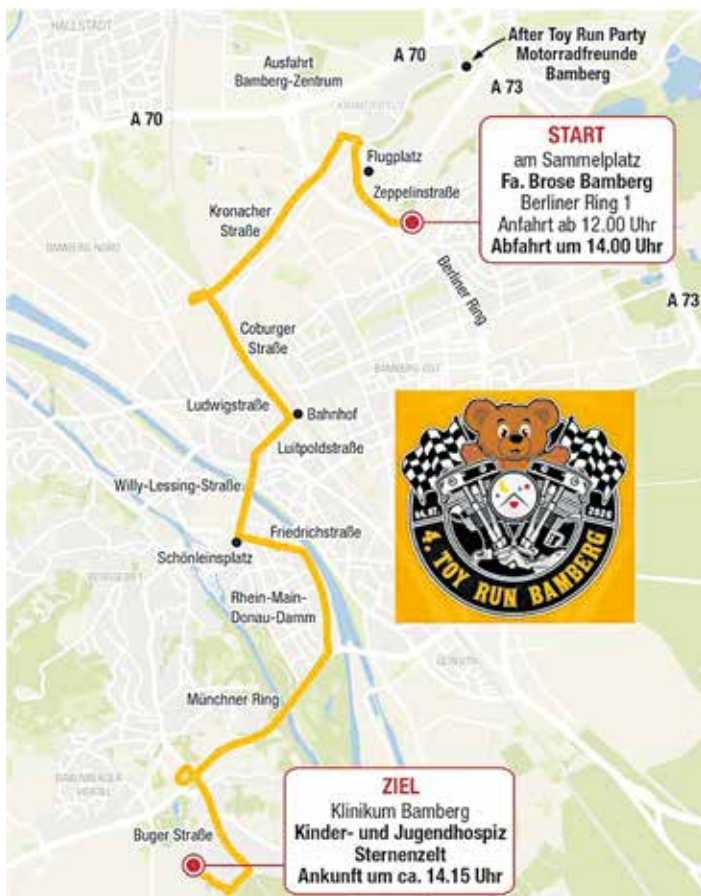 HALLSTADT
Ausfahrt
Bamberg-Zentrum
A 70
After Toy Run Party
Motorradfreunde
Bamberg
A 73
A 70
Flugplatz
Zeppelinstraße
START
am Sammelplatz
Fa. Brose Bamberg
Berliner Ring 1
Anfahrt ab 12.00 Uhr
Abfahrt um 14.00 Uhr
Kronacher
Straße
BAMBERG NORD
Berliner Ring
A 73
Coburger
Straße
BAMBERG OST
Ludwigstraße
Bahnhof
Luitpoldstraße
Willy-Lessing-Straße
Friedrichstraße
Schönleinsplatz
04.07.
2026
4. TOY RUN BAMBERG
Rhein-Main-
Donau-Damm
Münchner Ring
Buger Straße
ZIEL
Klinikum Bamberg
Kinder- und Jugendhospiz
Sternenzelt
Ankunft um ca. 14.15 Uhr